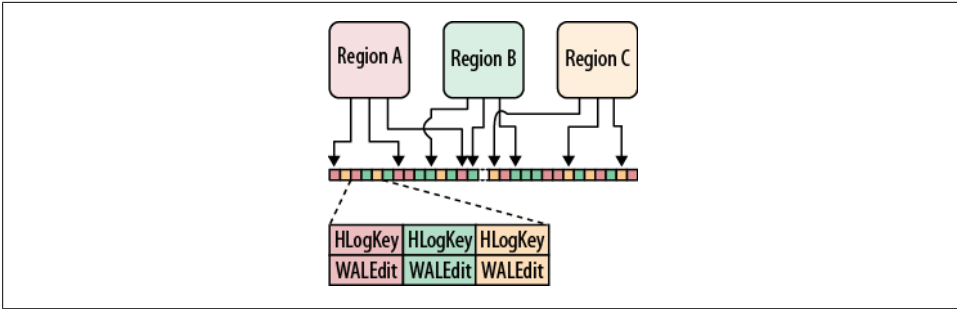 Region A
Region B
Region C
HLogKey HLogKey HLogKey
WALEdit WALEdit WALEdit